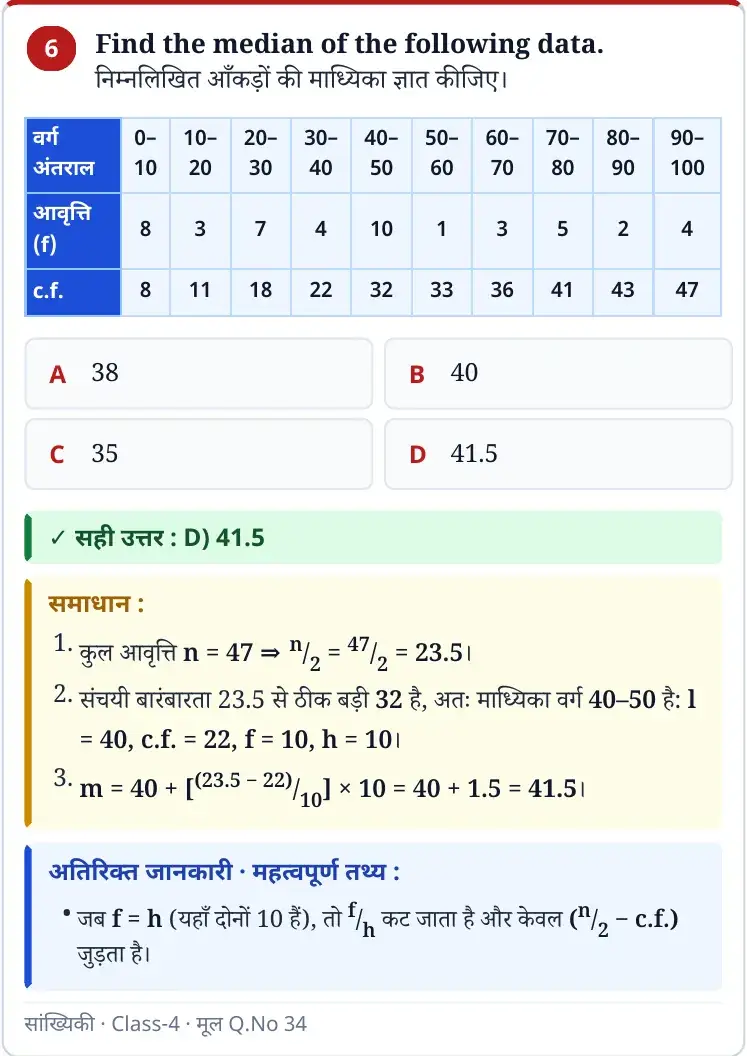 6 Find the median of the following data.
निम्नलिखित आँकड़ों की माध्यिका ज्ञात कीजिए।
वर्ग अंतराल 0–10 10–20 20–30 30–40 40–50 50–60 60–70 70–80 80–90 90–100
आवृत्ति (f) 8 3 7 4 10 1 3 5 2 4
c.f. 8 11 18 22 32 33 36 41 43 47
A 38 B 40
C 35 D 41.5
✓ सही उत्तर : D) 41.5
समाधान :
1. कुल आवृत्ति n = 47 ⇒ n/2 = 47/2 = 23.5।
2. संचयी बारंबारता 23.5 से ठीक बड़ी 32 है, अतः माध्यिका वर्ग 40–50 है: l
= 40, c.f. = 22, f = 10, h = 10।
3. m = 40 + [(23.5 − 22)/10] × 10 = 40 + 1.5 = 41.5।
अतिरिक्त जानकारी · महत्वपूर्ण तथ्य :
• जब f = h (यहाँ दोनों 10 हैं), तो f/h कट जाता है और केवल (n/2 − c.f.)
जुड़ता है।
सांख्यिकी · Class-4 · मूल Q.No 34